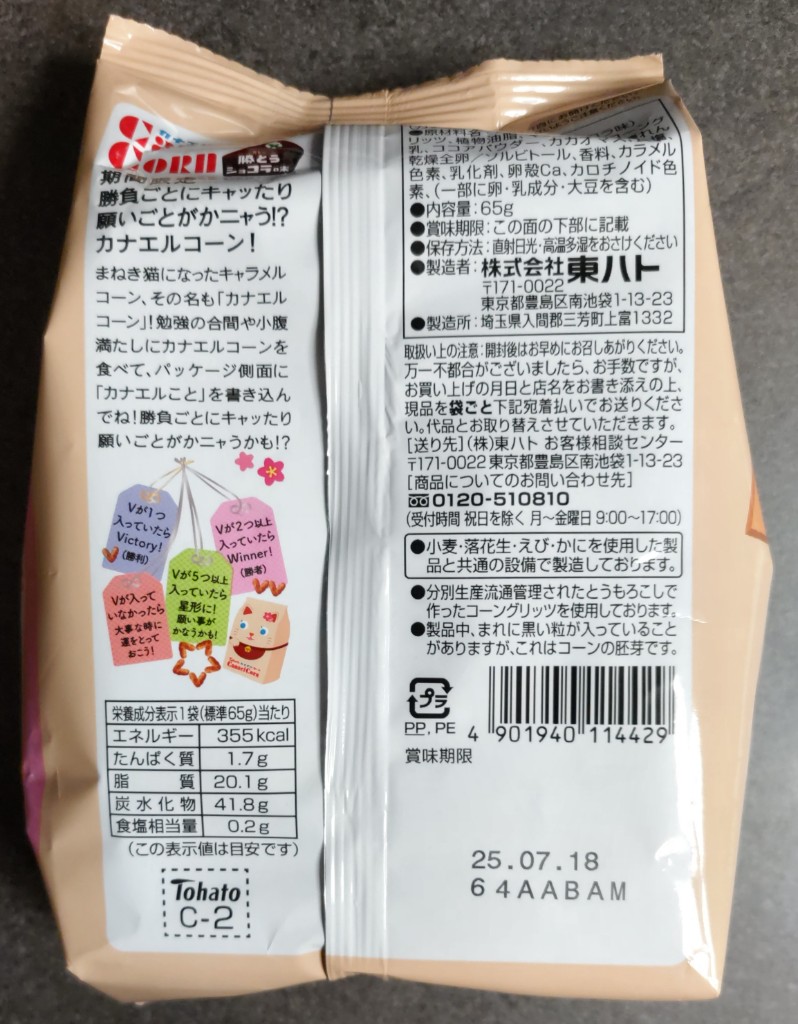 CORN
勝とう
ショコラ味
期間限定
勝負ごとにキャッたり
願いごとがかニャう!?
カナエルコーン！
まねき猫になったキャラメル
コーン、その名も「カナエル
コーン」！勉強の合間や小腹
満たしにカナエルコーンを
食べて、パッケージ側面に
「カナエルこと」を書き込ん
でね！勝負ごとにキャッたり
願いごとがかニャうかも!?
Vが1つ
入っていたら
Victory!
(勝利)
Vが2つ以上
入っていたら
Winner!
(勝者)
Vが5つ以上
入っていたら
星形に!
願い事が
かなうかも!
Vが入って
いなかったら
大事な時に
運をとって
おこう!
栄養成分表示1袋(標準65g)当たり
エネルギー 355kcal
たんぱく質 1.7g
脂質 20.1g
炭水化物 41.8g
食塩相当量 0.2g
(この表示値は目安です)
Tohato
C-2
●原材料名
リッツ、植物油脂、
乳、ココアパウダー、カカオ
乾燥全卵／ソルビトール、香料、カラメル
色素、乳化剤、卵殻Ca、カロチノイド色
素、(一部に卵・乳成分・大豆を含む)
●内容量：65g
●賞味期限：この面の下部に記載
●保存方法：直射日光・高温多湿をおさけください
●製造者：株式会社東ハト
〒171-0022
東京都豊島区南池袋1-13-23
●製造所：埼玉県入間郡三芳町上富1332
取扱い上の注意：開封後はお早めにお召しあがりください。
万一不都合がございましたら、お手数ですが、
お買い上げの月日と店名をお書き添えの上、
現品を袋ごと下記宛着払いでお送りくださ
い。代品とお取り替えさせていただきます。
[送り先](株)東ハト お客様相談センター
〒171-0022 東京都豊島区南池袋1-13-23
[商品についてのお問い合わせ先]
0120-510810
(受付時間 祝日を除く 月～金曜日 9:00～17:00)
●小麦・落花生・えび・かにを使用した製
品と共通の設備で製造しております。
●分別生産流通管理されたとうもろこしで
作ったコーングリッツを使用しております。
●製品中、まれに黒い粒が入っていること
がありますが、これはコーンの胚芽です。
プラ
PP, PE
4 901940 114429
賞味期限
25.07.18
64AABAM